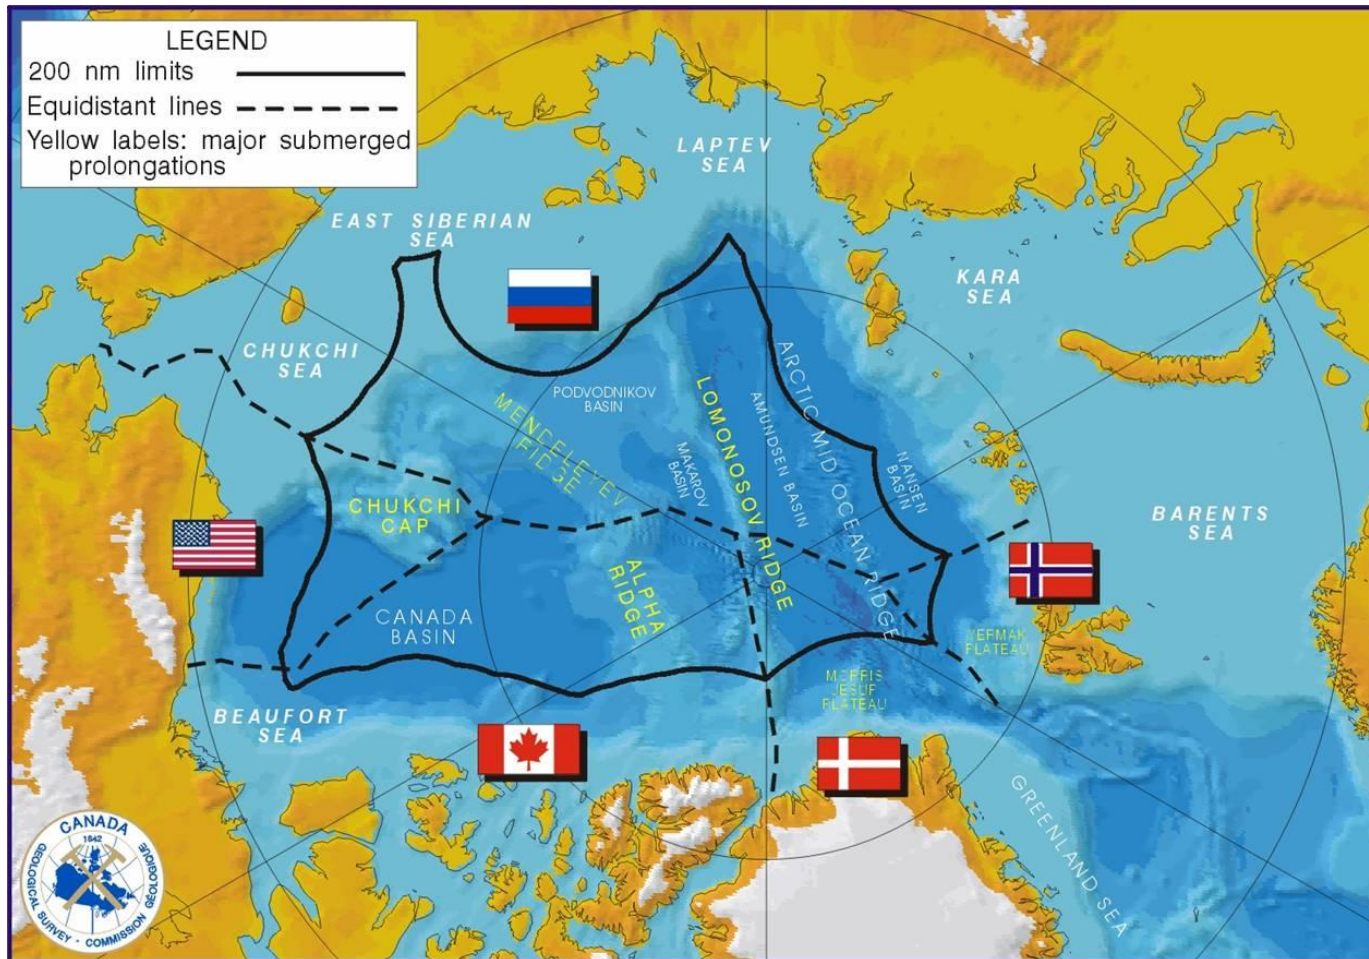 LEGEND
200 nm limits
Equidistant lines
Yellow labels: major submerged
prolongations
LAPTEV
SEA
EAST SIBERIAN
SEA
KARA
SEA
CHUKCHI
SEA
PODVODNIKOV
BASIN
MENDELEYEV
RIDGE
LOMONOSOV RIDGE
MAKAROV
BASIN
AMUNDSEN BASIN
ARCTIC MID OCEAN RIDGE
NANSEN
BASIN
CHUKCHI
CAP
BARENTS
SEA
ALPHA
RIDGE
CANADA
BASIN
YERMAK
PLATEAU
MORRIS
JESUP
PLATEAU
BEAUFORT
SEA
GREENLAND SEA
CANADA
1842
GEOLOGICAL SURVEY · COMMISSION GÉOLOGIQUE